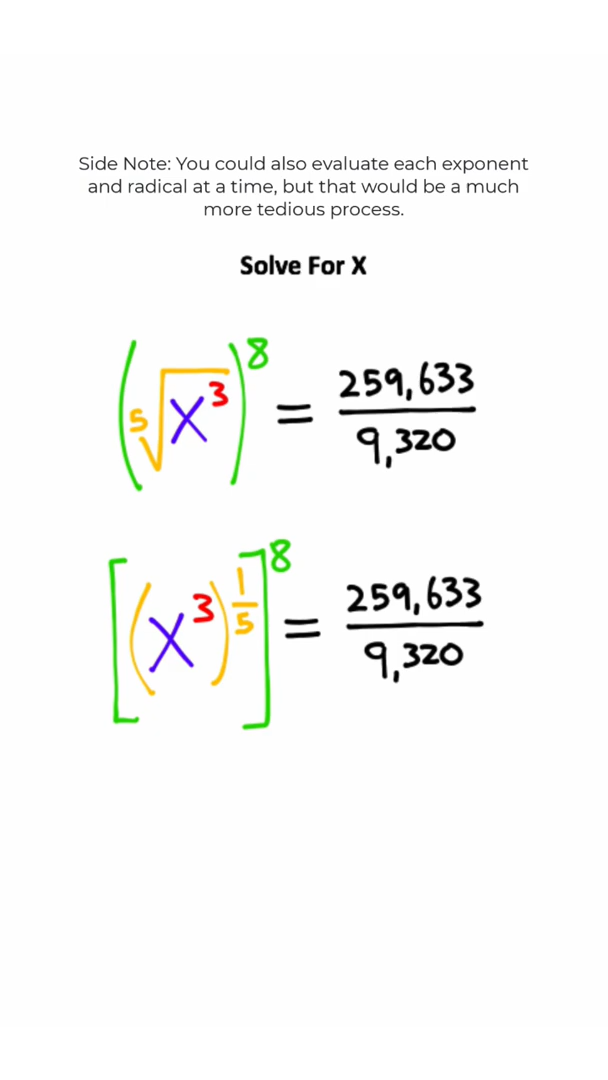 Side Note: You could also evaluate each exponent
and radical at a time, but that would be a much
more tedious process.
Solve For X
(⁵√x³)⁸ = 259,633/9,320
[(x³)^(1/5)]⁸ = 259,633/9,320